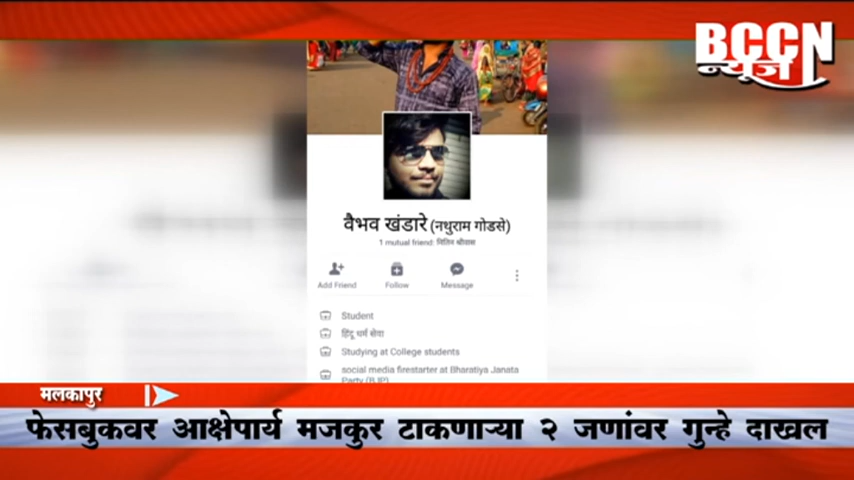 BCCN
न्यूज
वैभव खंडारे (नथुराम गोडसे)
1 mutual friend: नितिन श्रीवास
Add Friend
Follow
Message
Student
हिंदू धर्म सेवा
Studying at College students
social media firestarter at Bharatiya Janata
Party (BJP)
मलकापुर
फेसबुकवर आक्षेपार्य मजकुर टाकणाऱ्या २ जणांवर गुन्हे दाखल